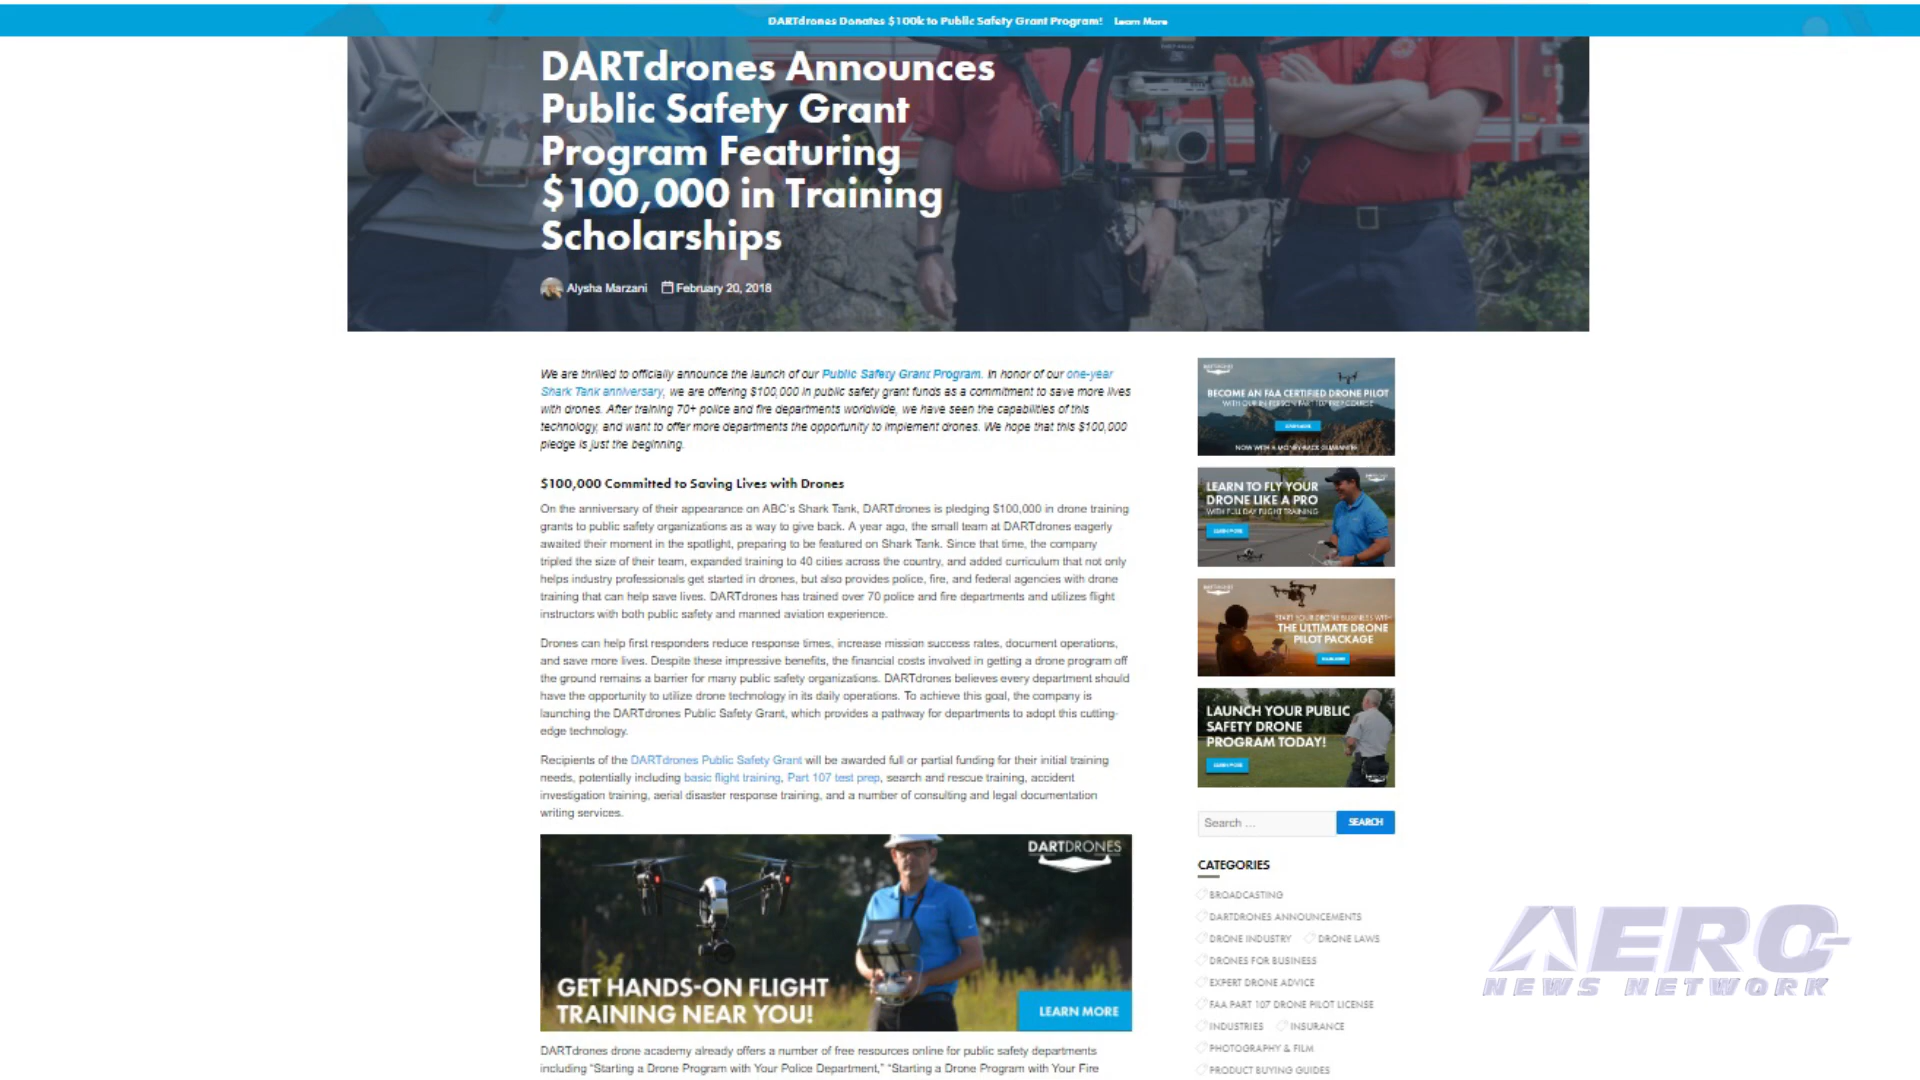 DARTdrones Donates $100k to Public Safety Grant Program! Learn More
DARTdrones Announces
Public Safety Grant
Program Featuring
$100,000 in Training
Scholarships
Alysha Marzani February 20, 2018
We are thrilled to officially announce the launch of our Public Safety Grant Program. In honor of our one-year
Shark Tank anniversary, we are offering $100,000 in public safety grant funds as a commitment to save more lives
with drones. After training 70+ police and fire departments worldwide, we have seen the capabilities of this
technology, and want to offer more departments the opportunity to implement drones. We hope that this $100,000
pledge is just the beginning.
$100,000 Committed to Saving Lives with Drones
On the anniversary of their appearance on ABC's Shark Tank, DARTdrones is pledging $100,000 in drone training
grants to public safety organizations as a way to give back. A year ago, the small team at DARTdrones eagerly
awaited their moment in the spotlight, preparing to be featured on Shark Tank. Since that time, the company
tripled the size of their team, expanded training to 40 cities across the country, and added curriculum that not only
helps industry professionals get started in drones, but also provides police, fire, and federal agencies with drone
training that can help save lives. DARTdrones has trained over 70 police and fire departments and utilizes flight
instructors with both public safety and manned aviation experience.
Drones can help first responders reduce response times, increase mission success rates, document operations,
and save more lives. Despite these impressive benefits, the financial costs involved in getting a drone program off
the ground remains a barrier for many public safety organizations. DARTdrones believes every department should
have the opportunity to utilize drone technology in its daily operations. To achieve this goal, the company is
launching the DARTdrones Public Safety Grant, which provides a pathway for departments to adopt this cutting-
edge technology.
Recipients of the DARTdrones Public Safety Grant will be awarded full or partial funding for their initial training
needs, potentially including basic flight training, Part 107 test prep, search and rescue training, accident
investigation training, aerial disaster response training, and a number of consulting and legal documentation
writing services.
DARTDRONES
GET HANDS-ON FLIGHT
TRAINING NEAR YOU!
LEARN MORE
DARTdrones drone academy already offers a number of free resources online for public safety departments
including "Starting a Drone Program with Your Police Department," "Starting a Drone Program with Your Fire
BECOME AN FAA CERTIFIED DRONE PILOT
WITH OUR IN-PERSON PART 107 PREP COURSE
NOW WITH A MONEY-BACK GUARANTEE
LEARN TO FLY YOUR
DRONE LIKE A PRO
WITH FULL DAY FLIGHT TRAINING
LEARN MORE
START YOUR DRONE BUSINESS WITH
THE ULTIMATE DRONE
PILOT PACKAGE
LEARN MORE
LAUNCH YOUR PUBLIC
SAFETY DRONE
PROGRAM TODAY!
LEARN MORE
Search ...
SEARCH
CATEGORIES
BROADCASTING
DARTDRONES ANNOUNCEMENTS
DRONE INDUSTRY DRONE LAWS
DRONES FOR BUSINESS
EXPERT DRONE ADVICE
FAA PART 107 DRONE PILOT LICENSE
INDUSTRIES INSURANCE
PHOTOGRAPHY & FILM
PRODUCT BUYING GUIDES
AERO-
NEWS NETWORK